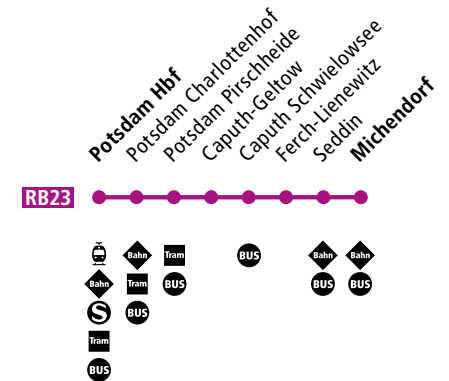 Potsdam Hbf
Potsdam Charlottenhof
Potsdam Pirschheide
Caputh-Geltow
Caputh Schwielowsee
Ferch-Lienewitz
Seddin
Michendorf
RB23
Bahn Tram BUS Bahn Bahn
Bahn Tram BUS BUS BUS
S BUS
Tram
BUS